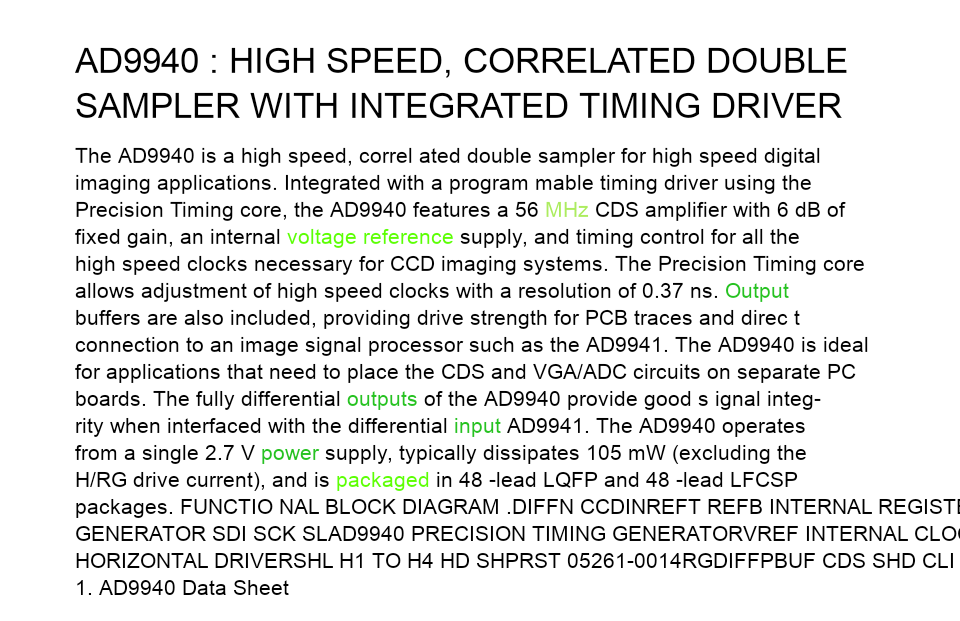 AD9940 : HIGH SPEED, CORRELATED DOUBLE
SAMPLER WITH INTEGRATED TIMING DRIVER
The AD9940 is a high speed, correl ated double sampler for high speed digital
imaging applications. Integrated with a program mable timing driver using the
Precision Timing core, the AD9940 features a 56 MHz CDS amplifier with 6 dB of
fixed gain, an internal voltage reference supply, and timing control for all the
high speed clocks necessary for CCD imaging systems. The Precision Timing core
allows adjustment of high speed clocks with a resolution of 0.37 ns. Output
buffers are also included, providing drive strength for PCB traces and direc t
connection to an image signal processor such as the AD9941. The AD9940 is ideal
for applications that need to place the CDS and VGA/ADC circuits on separate PC
boards. The fully differential outputs of the AD9940 provide good s ignal integ-
rity when interfaced with the differential input AD9941. The AD9940 operates
from a single 2.7 V power supply, typically dissipates 105 mW (excluding the
H/RG drive current), and is packaged in 48 -lead LQFP and 48 -lead LFCSP
packages. FUNCTIO NAL BLOCK DIAGRAM .DIFFN CCDINREFT REFB INTERNAL REGISTE
GENERATOR SDI SCK SLAD9940 PRECISION TIMING GENERATORVREF INTERNAL CLO
HORIZONTAL DRIVERSHL H1 TO H4 HD SHPRST 05261-0014RGDIFFPBUF CDS SHD CLI
1. AD9940 Data Sheet